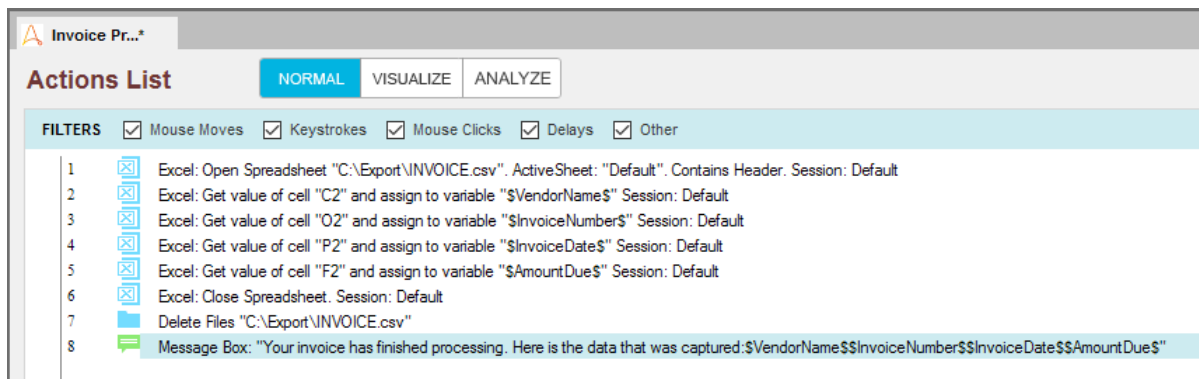 Invoice Pr...*
Actions List NORMAL VISUALIZE ANALYZE
FILTERS Mouse Moves Keystrokes Mouse Clicks Delays Other
1 Excel: Open Spreadsheet "C:\Export\INVOICE.csv". ActiveSheet: "Default". Contains Header. Session: Default
2 Excel: Get value of cell "C2" and assign to variable "$VendorName$" Session: Default
3 Excel: Get value of cell "O2" and assign to variable "$InvoiceNumber$" Session: Default
4 Excel: Get value of cell "P2" and assign to variable "$InvoiceDate$" Session: Default
5 Excel: Get value of cell "F2" and assign to variable "$AmountDue$" Session: Default
6 Excel: Close Spreadsheet. Session: Default
7 Delete Files "C:\Export\INVOICE.csv"
8 Message Box: "Your invoice has finished processing. Here is the data that was captured:$VendorName$$InvoiceNumber$$InvoiceDate$$AmountDue$"